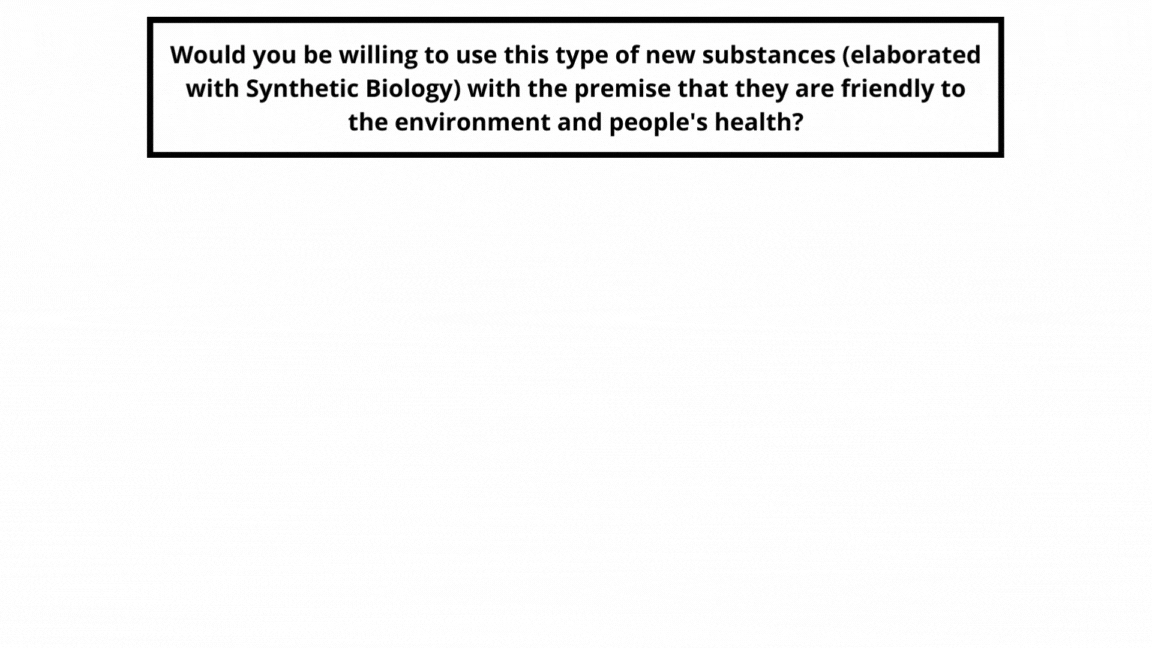 Would you be willing to use this type of new substances (elaborated
with Synthetic Biology) with the premise that they are friendly to
the environment and people's health?